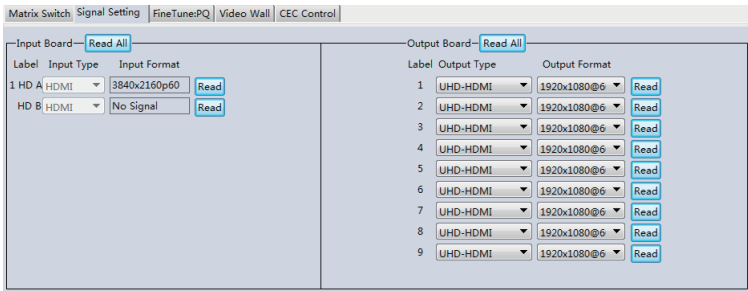 Matrix Switch Signal Setting FineTune:PQ Video Wall CEC Control
Input Board Read All
Label Input Type Input Format
1 HD A HDMI 3840x2160p60 Read
HD B HDMI No Signal Read
Output Board Read All
Label Output Type Output Format
1 UHD-HDMI 1920x1080@6 Read
2 UHD-HDMI 1920x1080@6 Read
3 UHD-HDMI 1920x1080@6 Read
4 UHD-HDMI 1920x1080@6 Read
5 UHD-HDMI 1920x1080@6 Read
6 UHD-HDMI 1920x1080@6 Read
7 UHD-HDMI 1920x1080@6 Read
8 UHD-HDMI 1920x1080@6 Read
9 UHD-HDMI 1920x1080@6 Read